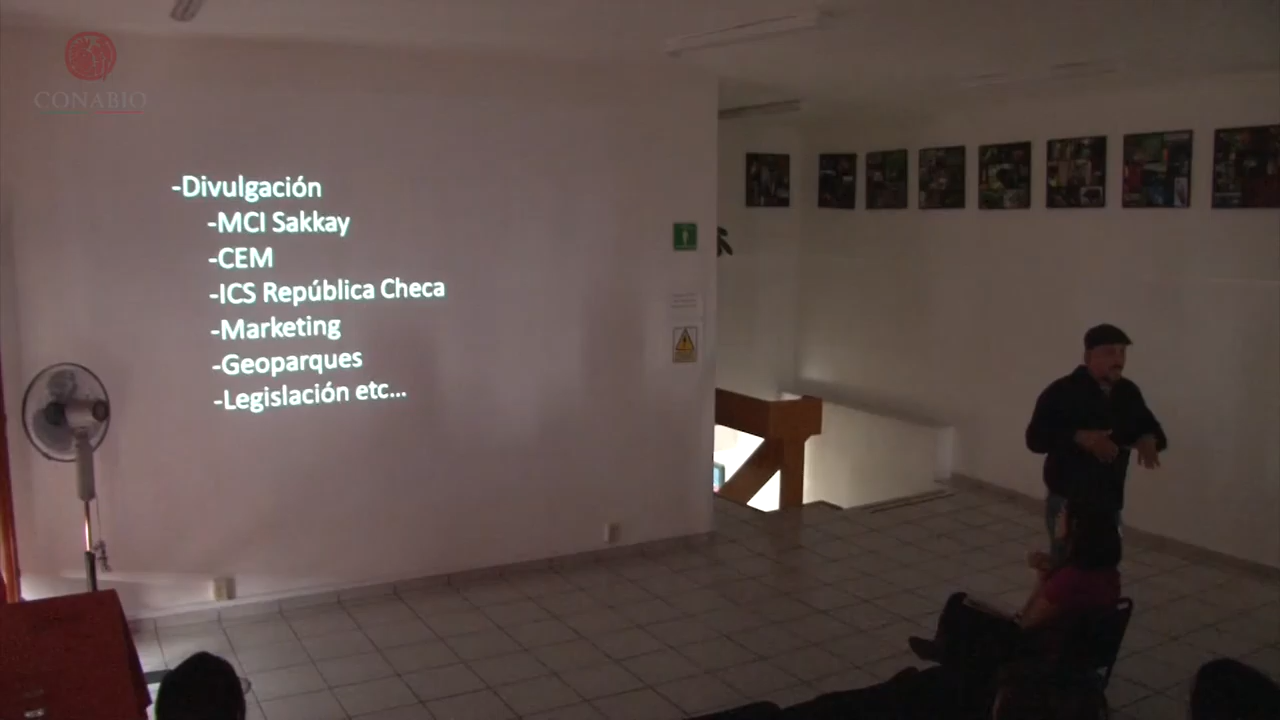 CONABIO
-Divulgación
-MCI Sakkay
-CEM
-ICS República Checa
-Marketing
-Geoparques
-Legislación etc...